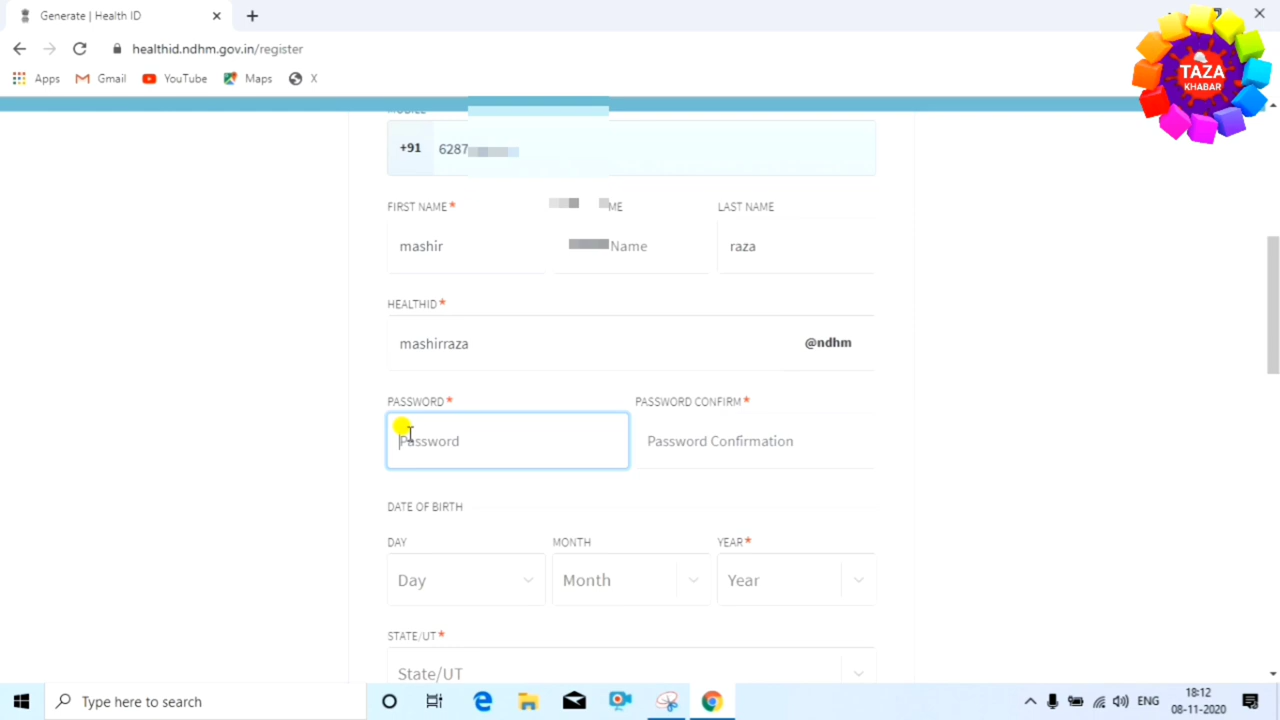 Generate | Health ID
healthid.ndhm.gov.in/register
Apps Gmail YouTube Maps X
TAZA
KHABAR
+91 6287
FIRST NAME* ME LAST NAME
mashir Name raza
HEALTHID*
mashirraza @ndhm
PASSWORD* PASSWORD CONFIRM*
Password Password Confirmation
DATE OF BIRTH
DAY MONTH YEAR*
Day Month Year
STATE/UT*
State/UT
Type here to search
ENG
18:12
08-11-2020